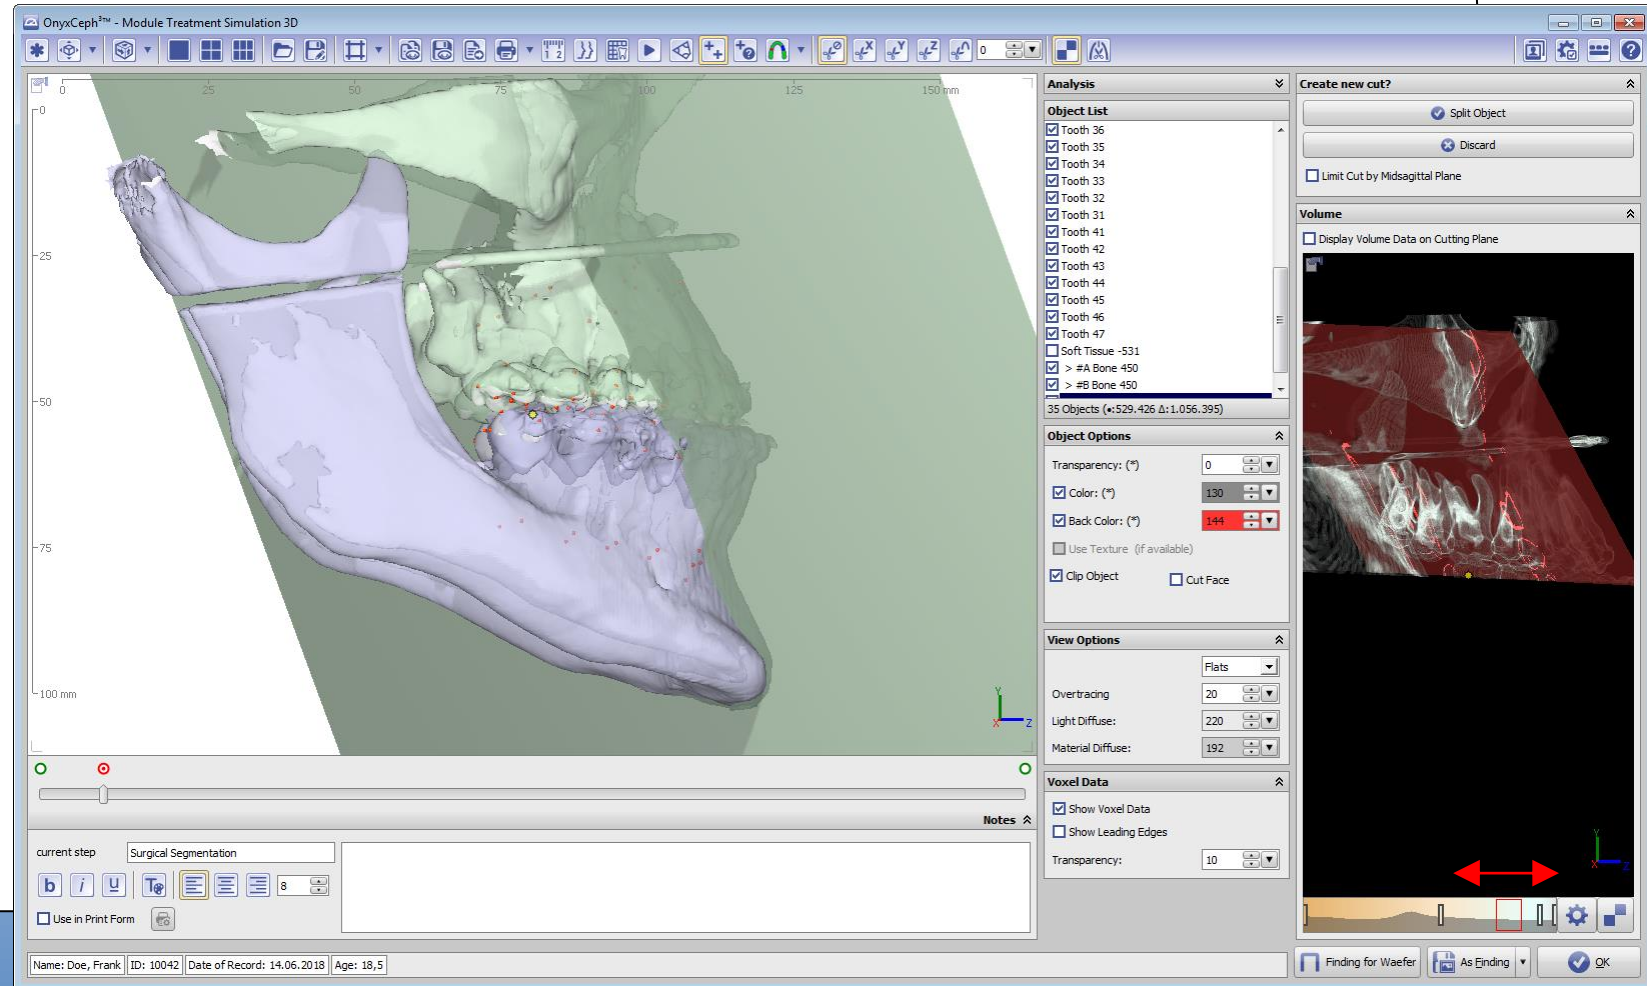 OnyxCeph³™ - Module Treatment Simulation 3D
0
0 25 50 75 100 125 150 mm
0
25
50
75
100 mm
Y
X Z
Analysis
Object List
Tooth 36
Tooth 35
Tooth 34
Tooth 33
Tooth 32
Tooth 31
Tooth 41
Tooth 42
Tooth 43
Tooth 44
Tooth 45
Tooth 46
Tooth 47
Soft Tissue -531
> #A Bone 450
> #B Bone 450
35 Objects (•:529.426 Δ:1.056.395)
Object Options
Transparency: (*) 0
Color: (*) 130
Back Color: (*) 144
Use Texture (if available)
Clip Object Cut Face
View Options
Flats
Overtracing 20
Light Diffuse: 220
Material Diffuse: 192
Voxel Data
Show Voxel Data
Show Leading Edges
Transparency: 10
Create new cut?
Split Object
Discard
Limit Cut by Midsagittal Plane
Volume
Display Volume Data on Cutting Plane
Y
X Z
Notes
current step Surgical Segmentation
b i u 8
Use in Print Form
Name: Doe, Frank ID: 10042 Date of Record: 14.06.2018 Age: 18,5
Finding for Waefer As Finding OK